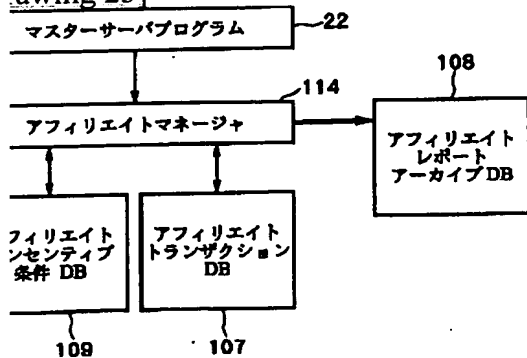 マスターサーバプログラム
22
114
アフィリエイトマネージャ
108
アフィリエイト
レポート
アーカイブDB
フィリエイト
ンセンティブ
条件 DB
アフィリエイト
トランザクション
DB
109
107